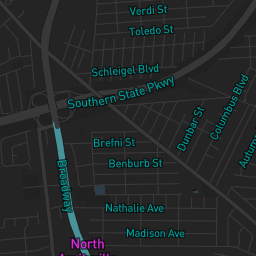 Verdi St
Toledo St
Schleigel Blvd
Southern State Pkwy
Columbus Blvd
Dunbar St
Brefni St
Benburb St
Broadway
Nathalie Ave
Madison Ave
North